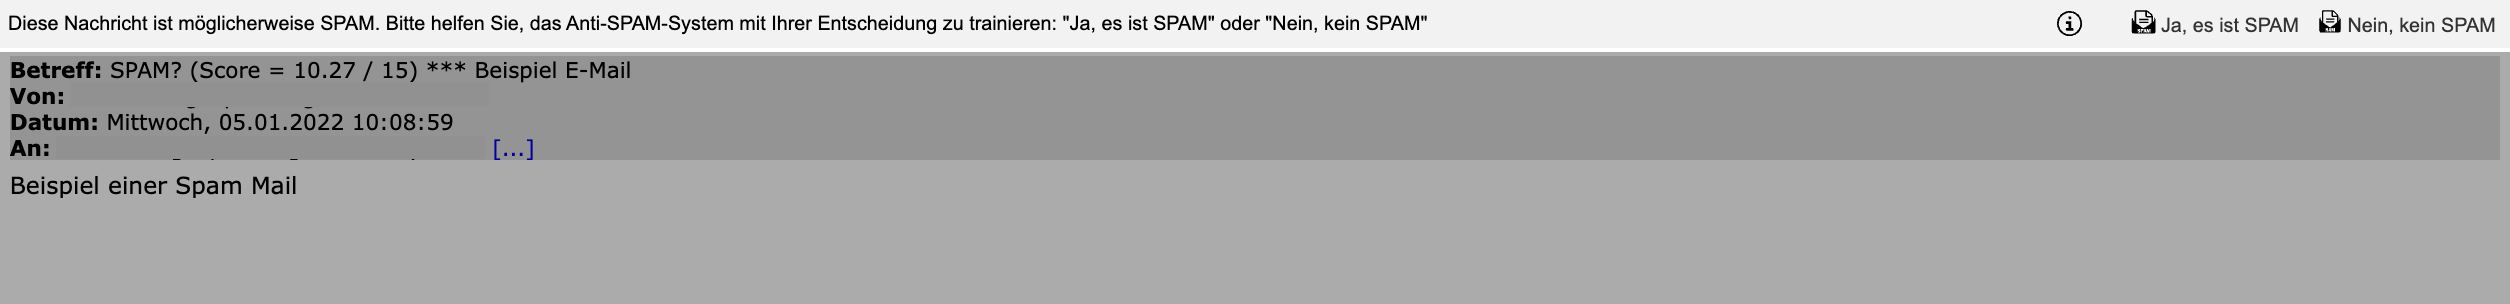 Diese Nachricht ist möglicherweise SPAM. Bitte helfen Sie, das Anti-SPAM-System mit Ihrer Entscheidung zu trainieren: "Ja, es ist SPAM" oder "Nein, kein SPAM" Ja, es ist SPAM Nein, kein SPAM
Betreff: SPAM? (Score = 10.27 / 15) *** Beispiel E-Mail
Von:
Datum: Mittwoch, 05.01.2022 10:08:59
An: [...]
Beispiel einer Spam Mail